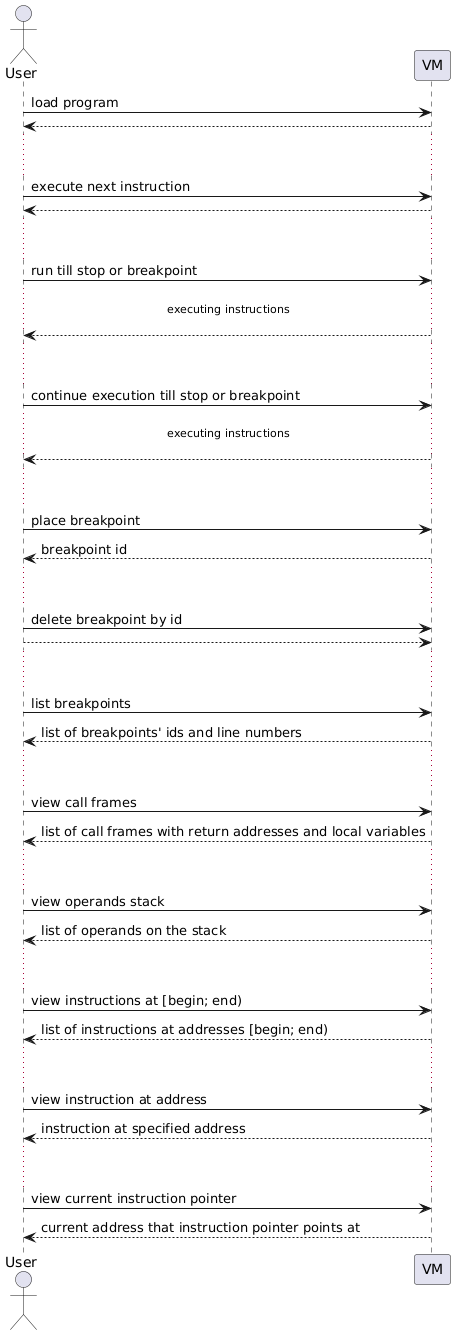 User
VM
load program
execute next instruction
run till stop or breakpoint
executing instructions
continue execution till stop or breakpoint
executing instructions
place breakpoint
breakpoint id
delete breakpoint by id
list breakpoints
list of breakpoints' ids and line numbers
view call frames
list of call frames with return addresses and local variables
view operands stack
list of operands on the stack
view instructions at [begin; end)
list of instructions at addresses [begin; end)
view instruction at address
instruction at specified address
view current instruction pointer
current address that instruction pointer points at
User
VM